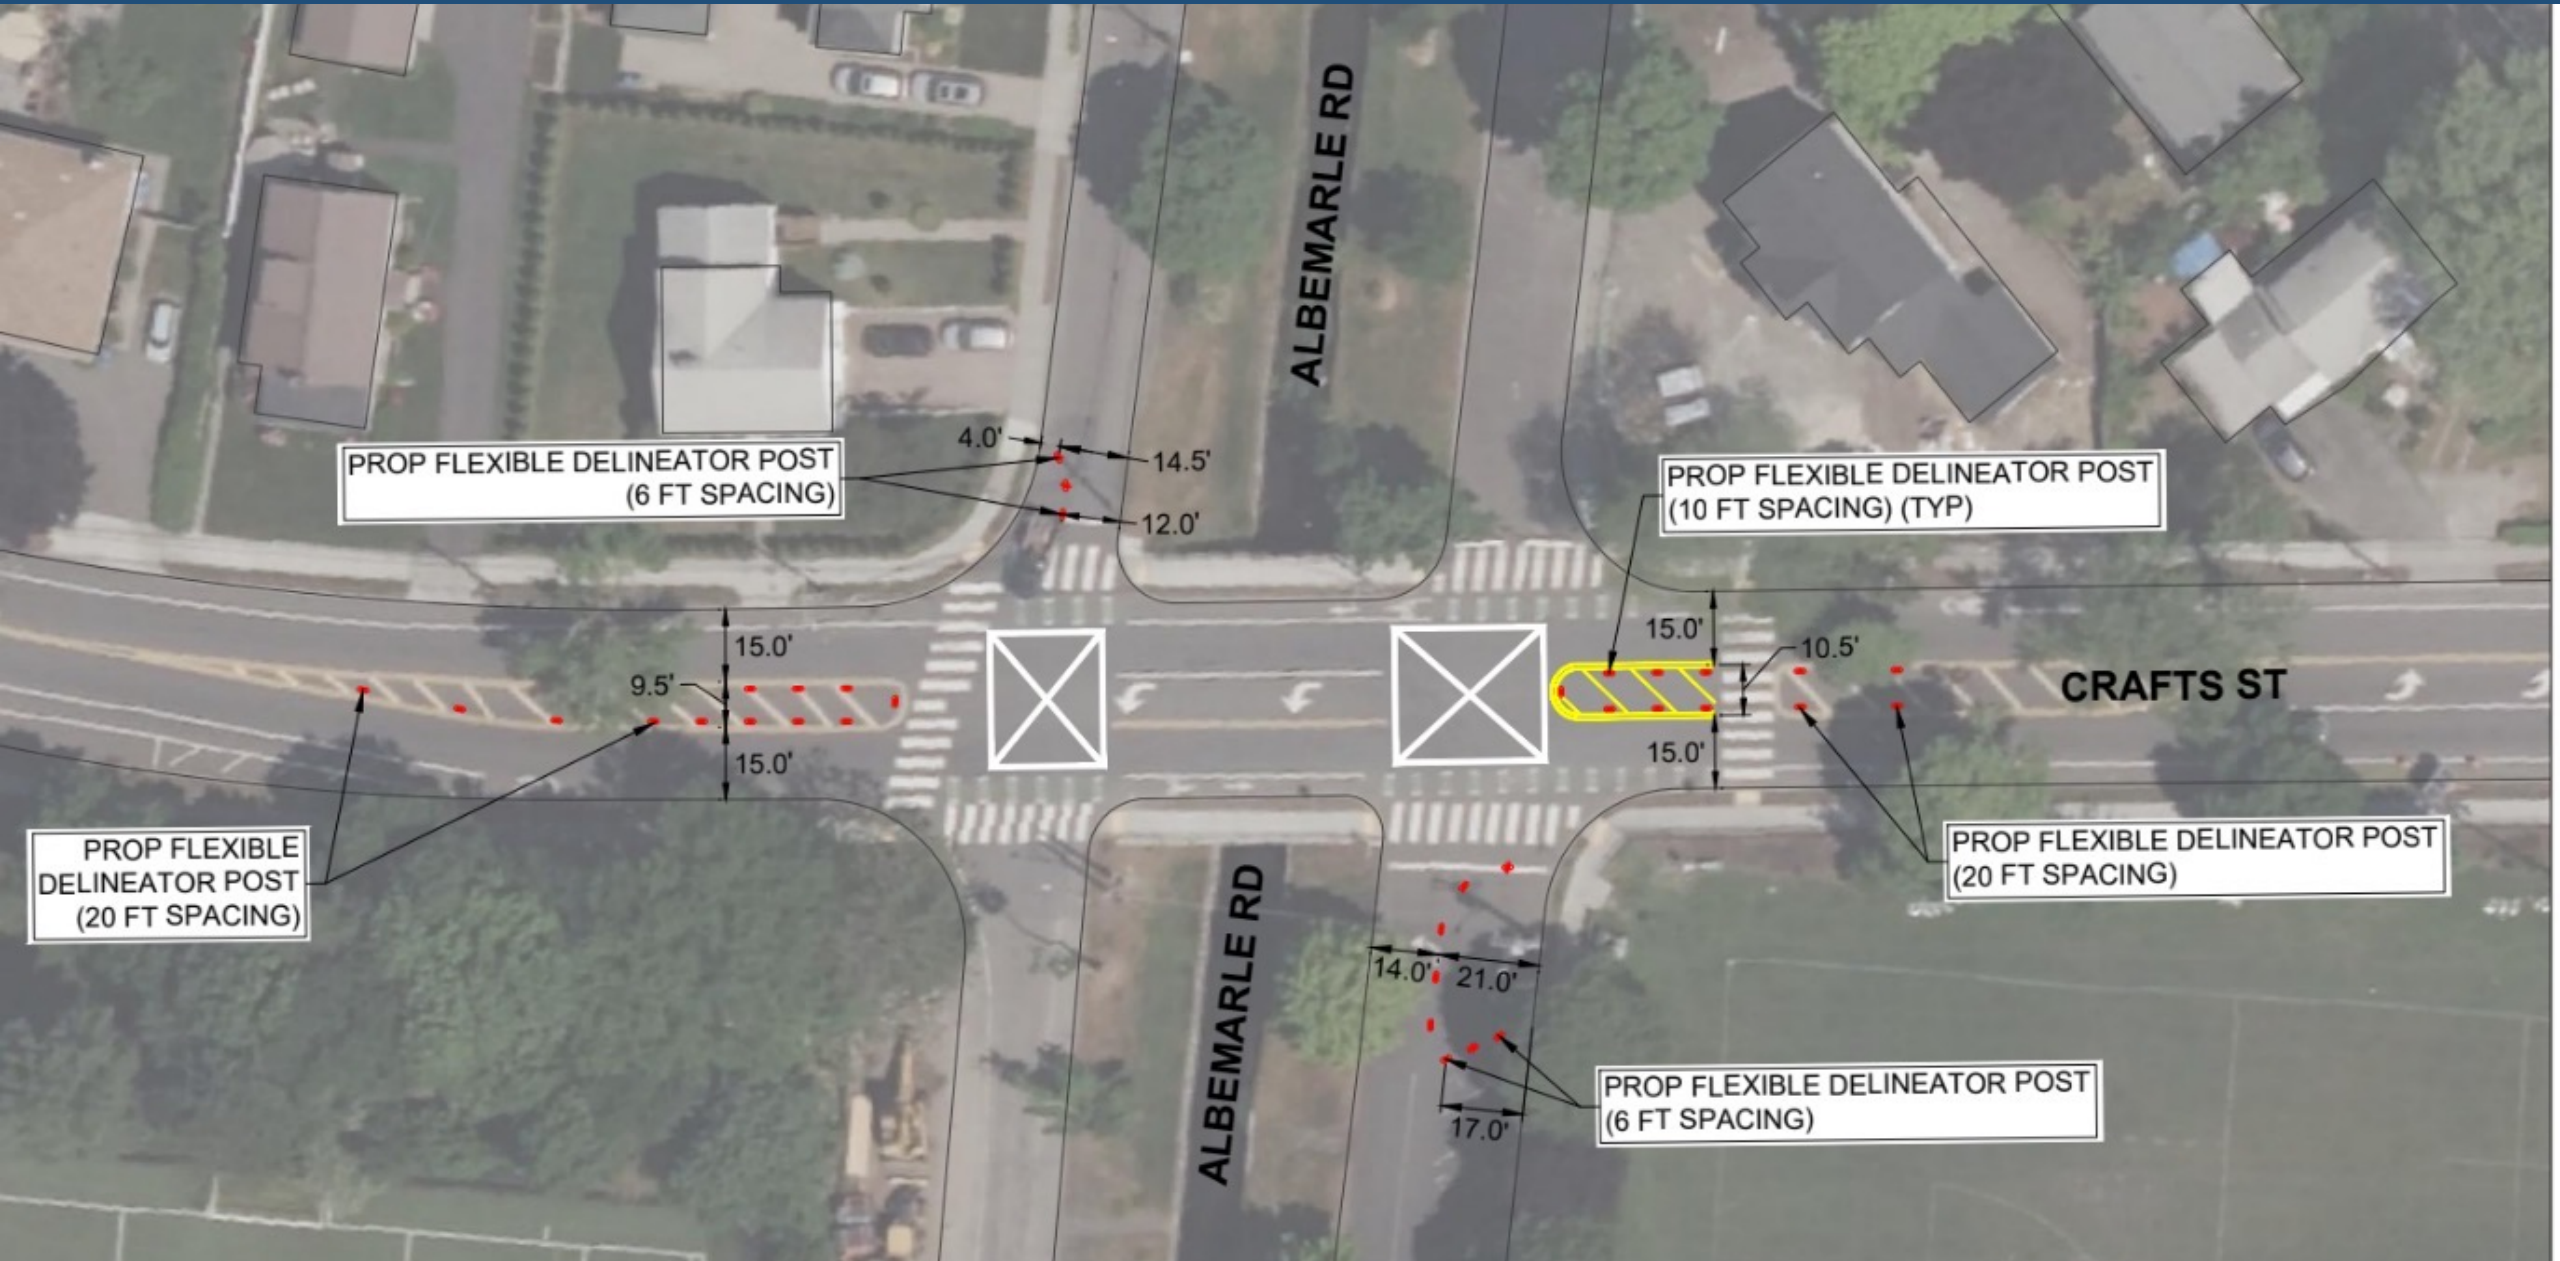 ALBEMARLE RD
4.0'
14.5'
PROP FLEXIBLE DELINEATOR POST
(6 FT SPACING)
12.0'
PROP FLEXIBLE DELINEATOR POST
(10 FT SPACING) (TYP)
15.0'
9.5'
15.0'
15.0'
10.5'
15.0'
CRAFTS ST
PROP FLEXIBLE
DELINEATOR POST
(20 FT SPACING)
PROP FLEXIBLE DELINEATOR POST
(20 FT SPACING)
ALBEMARLE RD
14.0'
21.0'
PROP FLEXIBLE DELINEATOR POST
(6 FT SPACING)
17.0'